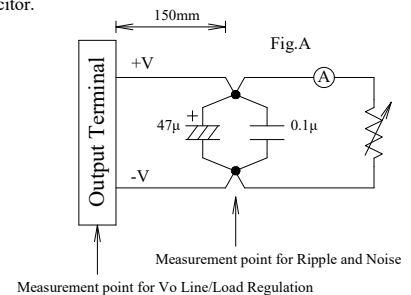 citor.
150mm
Fig.A
+V
A
Output Terminal
+
47μ
0.1μ
-V
Measurement point for Ripple and Noise
Measurement point for Vo Line/Load Regulation